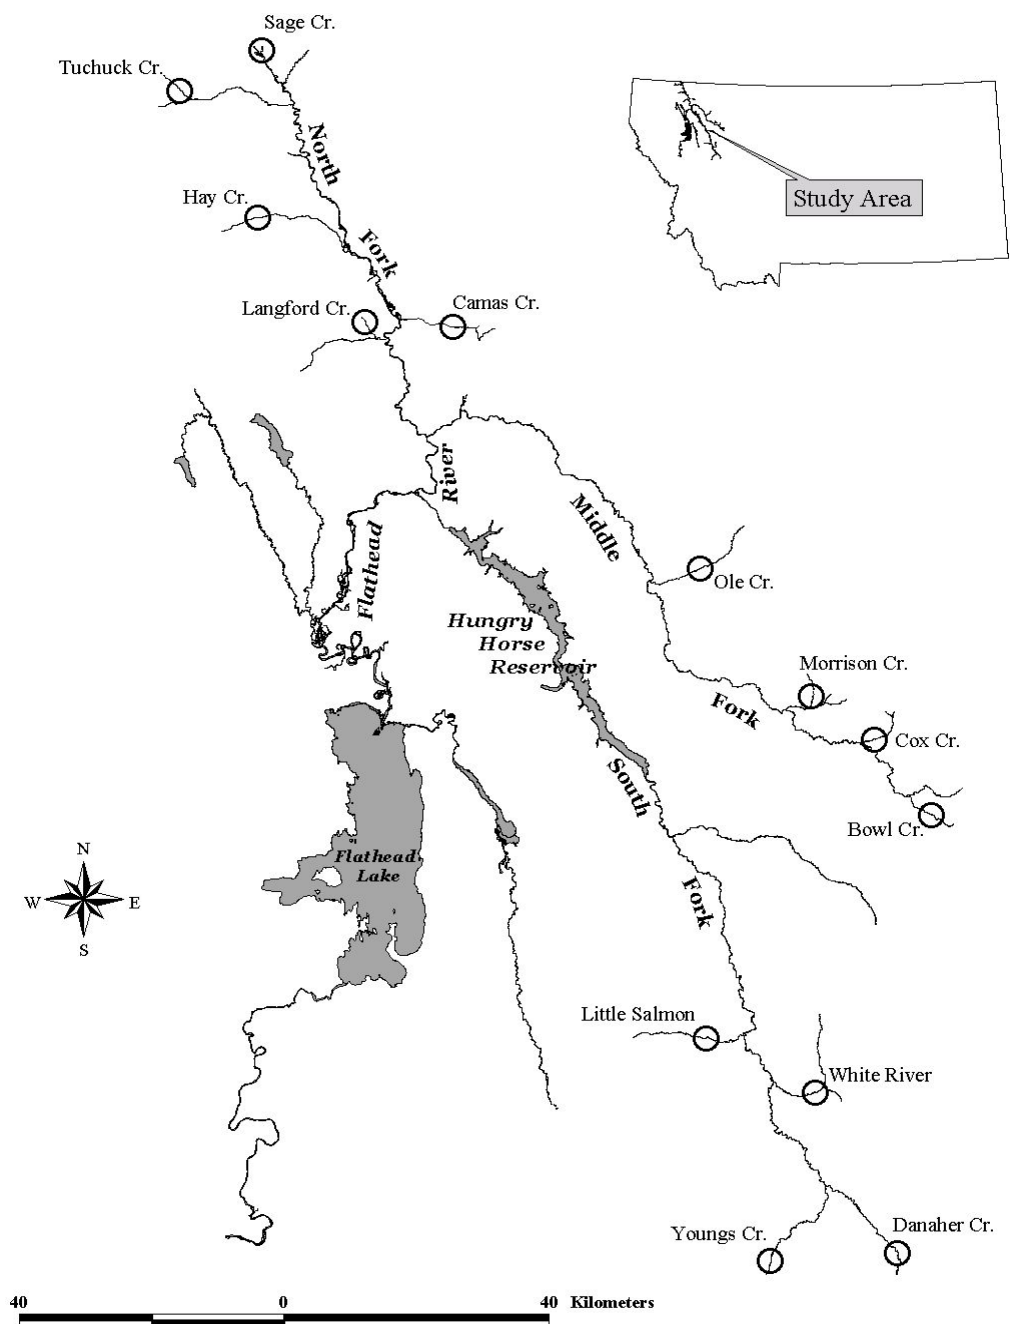 Sage Cr.
Tuchuck Cr.
North
Hay Cr.
Study Area
Fork
Langford Cr.
Camas Cr.
River
Middle
Flathead
Ole Cr.
Hungry
Horse
Reservoir
Morrison Cr.
Fork
Cox Cr.
South
Bowl Cr.
Flathead
Lake
N
W
E
S
Fork
Little Salmon
White River
Youngs Cr.
Danaher Cr.
40 0 40 Kilometers